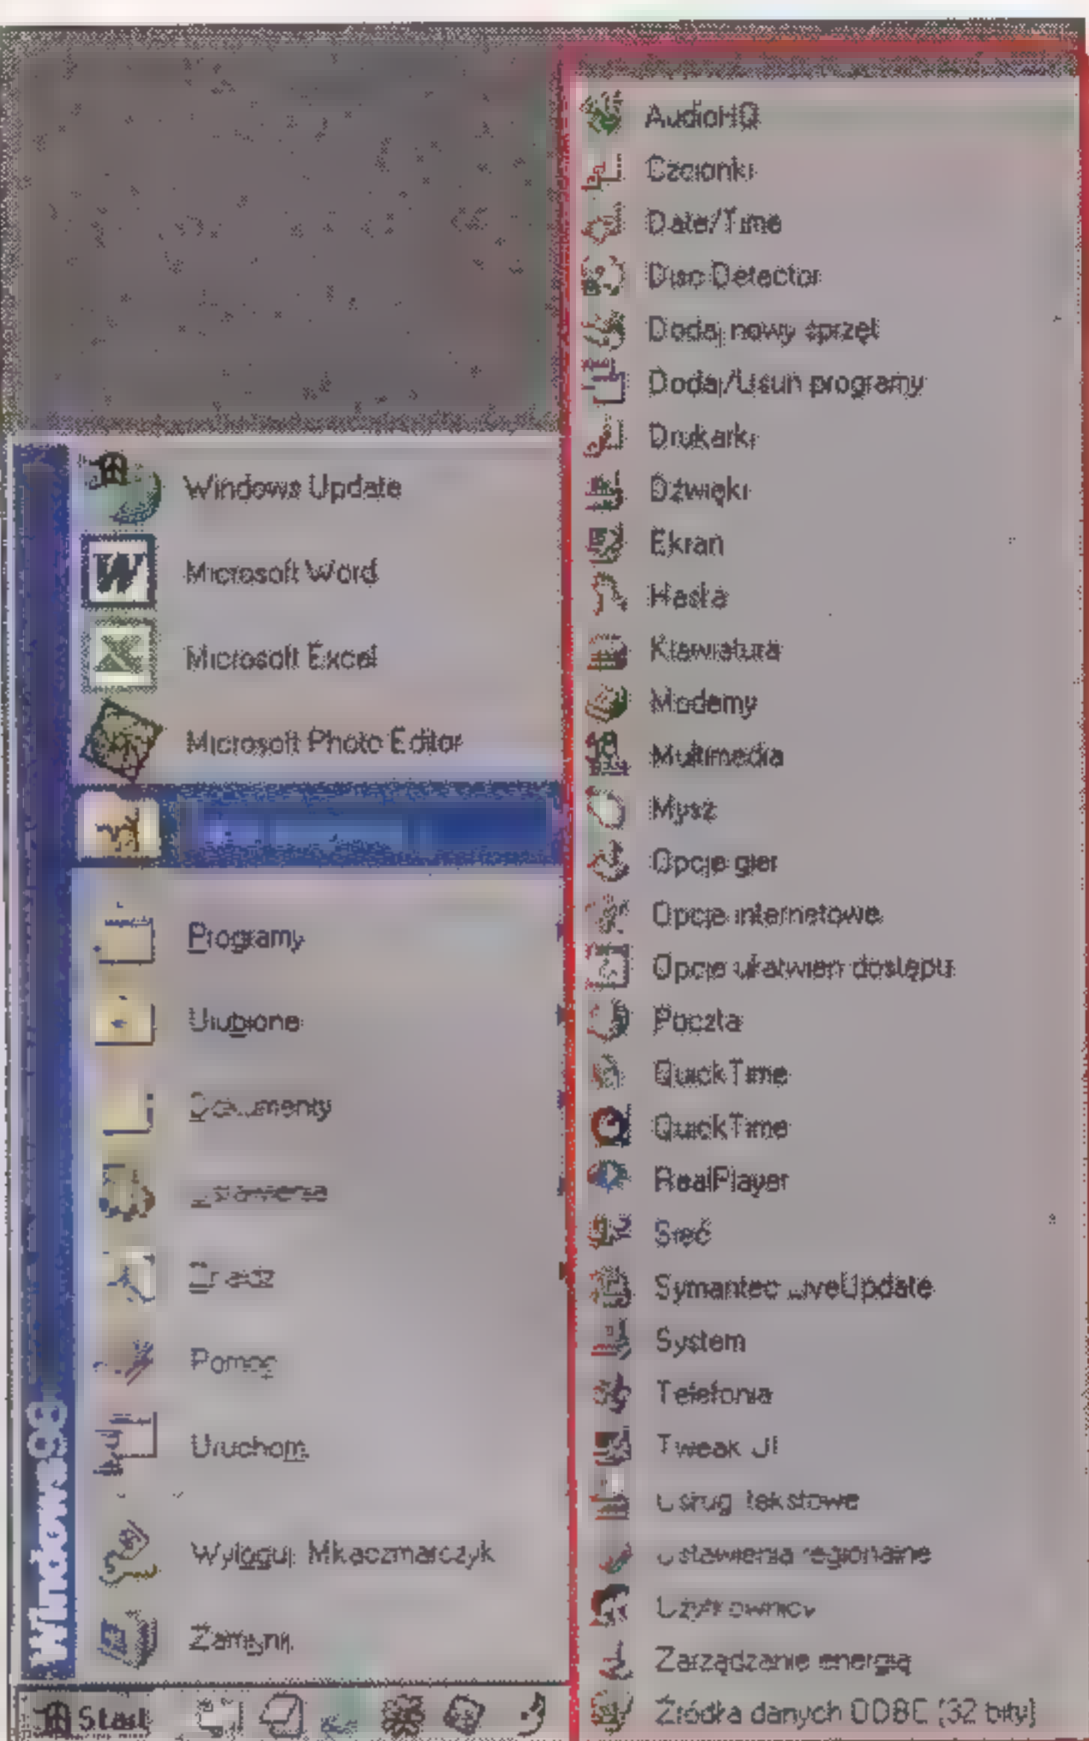 Windows Update
Microsoft Word
Microsoft Excel
Microsoft Photo Editor
Programy
Ulubione
Dokumenty
Ustawienia
Znajdź
Pomoc
Uruchom
Wyloguj: Mkaczmarczyk
Zamknij
Windows98
Start
AudioHQ
Czcionki
Date/Time
Disc Detector
Dodaj nowy sprzęt
Dodaj/Usuń programy
Drukarki
Dźwięki
Ekran
Hasła
Klawiatura
Modemy
Multimedia
Mysz
Opcje gier
Opcje internetowe
Opcje ułatwień dostępu
Poczta
QuickTime
QuickTime
RealPlayer
Sieć
Symantec LiveUpdate
System
Telefonia
Tweak UI
Usługi tekstowe
Ustawienia regionalne
Użytkownicy
Zarządzanie energią
Źródła danych ODBC (32 bity)